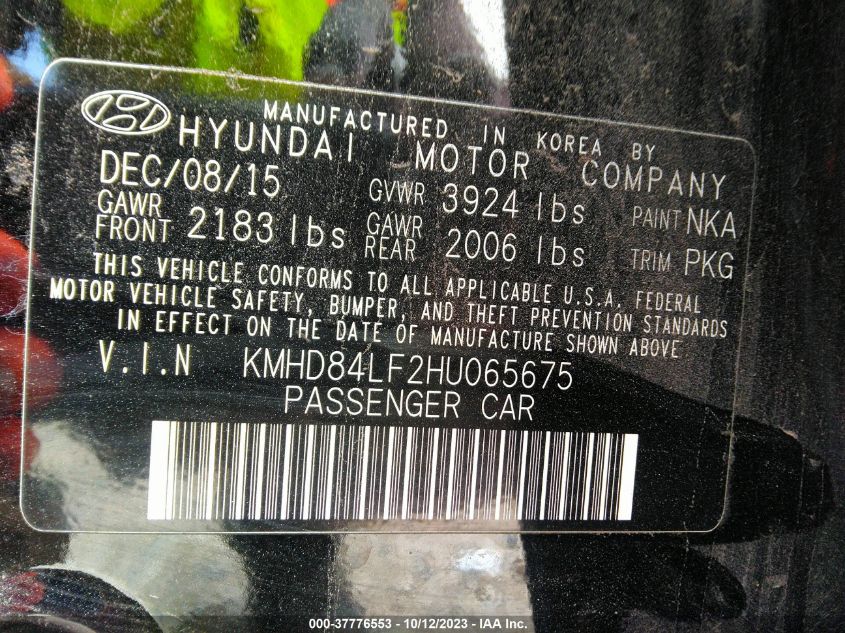 MANUFACTURED IN KOREA BY
HYUNDAI MOTOR COMPANY
DEC/08/15 GVWR 3924 lbs PAINT NKA
GAWR FRONT 2183 lbs GAWR REAR 2006 lbs TRIM PKG
THIS VEHICLE CONFORMS TO ALL APPLICABLE U.S.A. FEDERAL
MOTOR VEHICLE SAFETY, BUMPER, AND THEFT PREVENTION STANDARDS
IN EFFECT ON THE DATE OF MANUFACTURE SHOWN ABOVE
V.I.N KMHD84LF2HU065675
PASSENGER CAR
000-37776553 - 10/12/2023 - © IAA Inc.